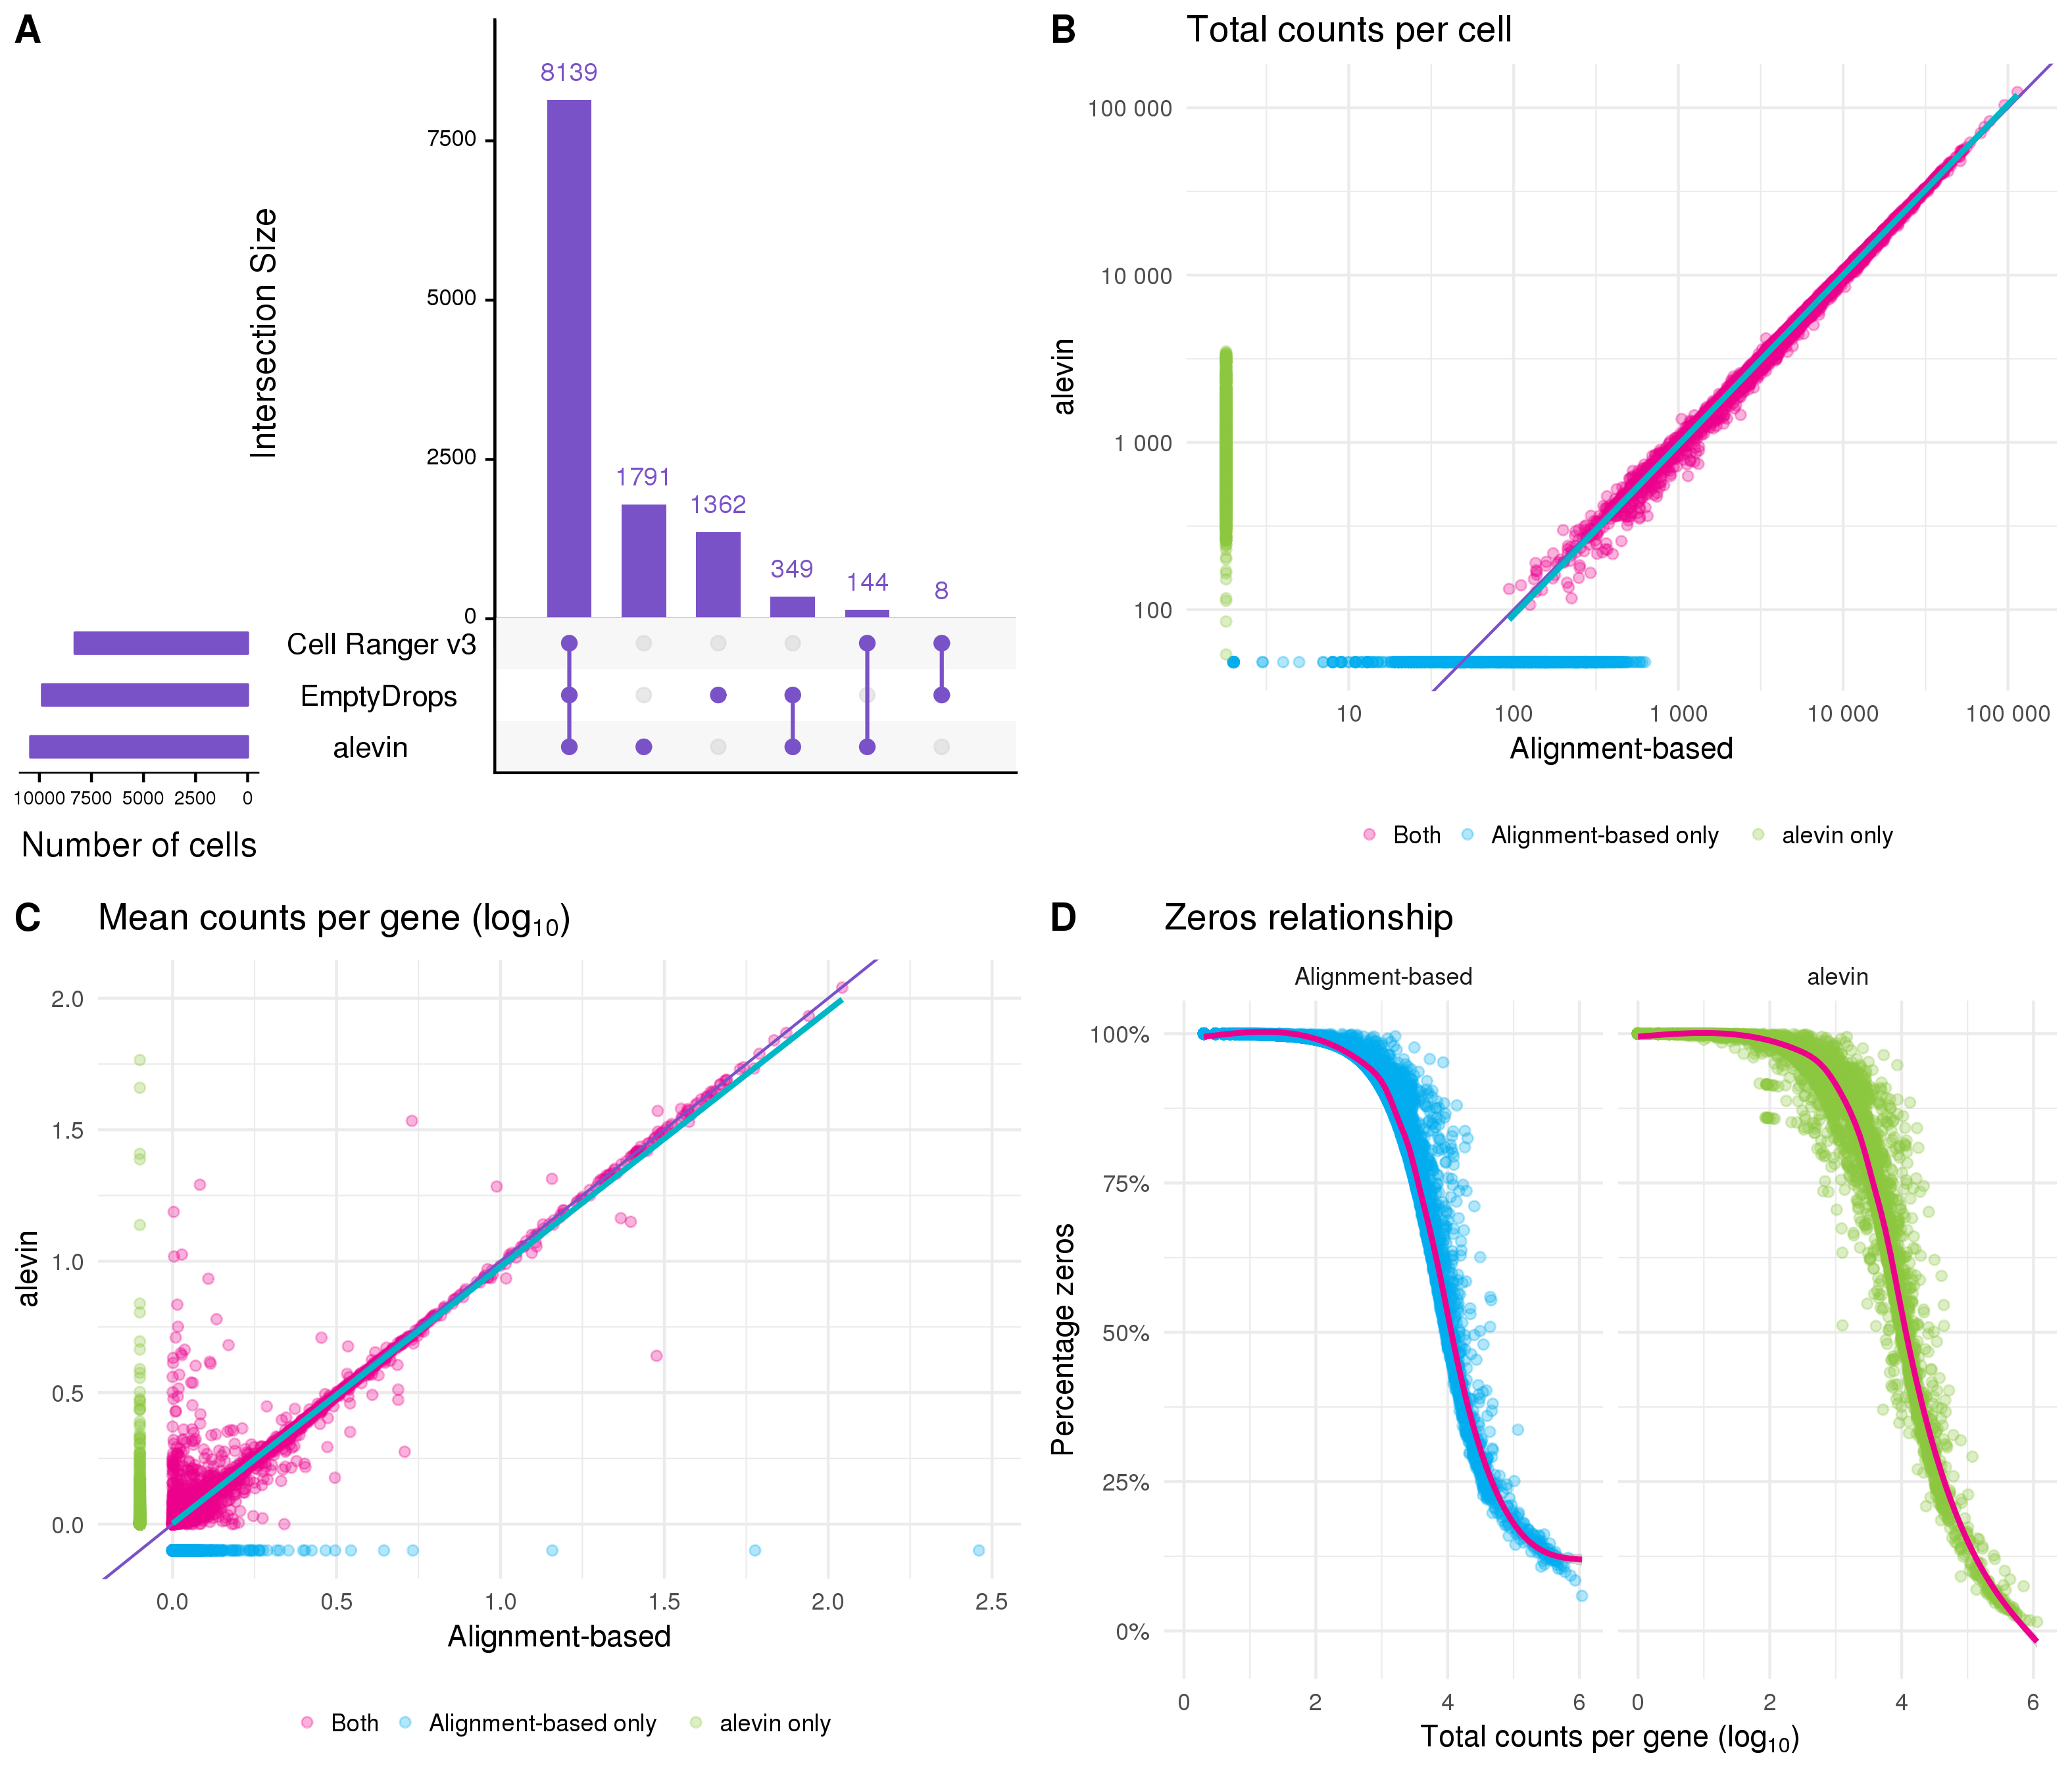 A
8139
7500
5000
2500
0
Intersection Size
1791
1362
349
144
8
Cell Ranger v3
EmptyDrops
alevin
10000 7500 5000 2500 0
Number of cells
B
Total counts per cell
100 000
10 000
1 000
100
alevin
10 100 1 000 10 000 100 000
Alignment-based
Both Alignment-based only alevin only
C
Mean counts per gene (log₁₀)
2.0
1.5
1.0
0.5
0.0
alevin
0.0 0.5 1.0 1.5 2.0 2.5
Alignment-based
Both Alignment-based only alevin only
D
Zeros relationship
Alignment-based alevin
100%
75%
50%
25%
0%
Percentage zeros
0 2 4 6 0 2 4 6
Total counts per gene (log₁₀)